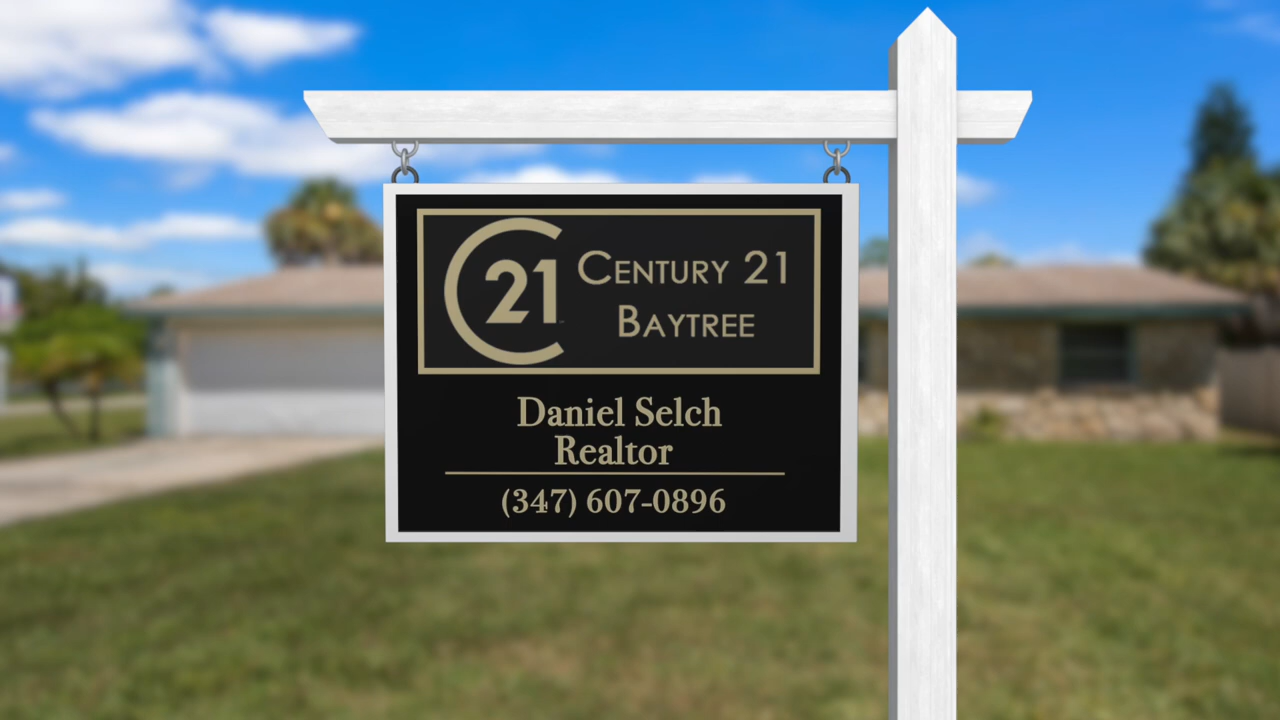 21
CENTURY 21
BAYTREE
Daniel Selch
Realtor
(347) 607-0896